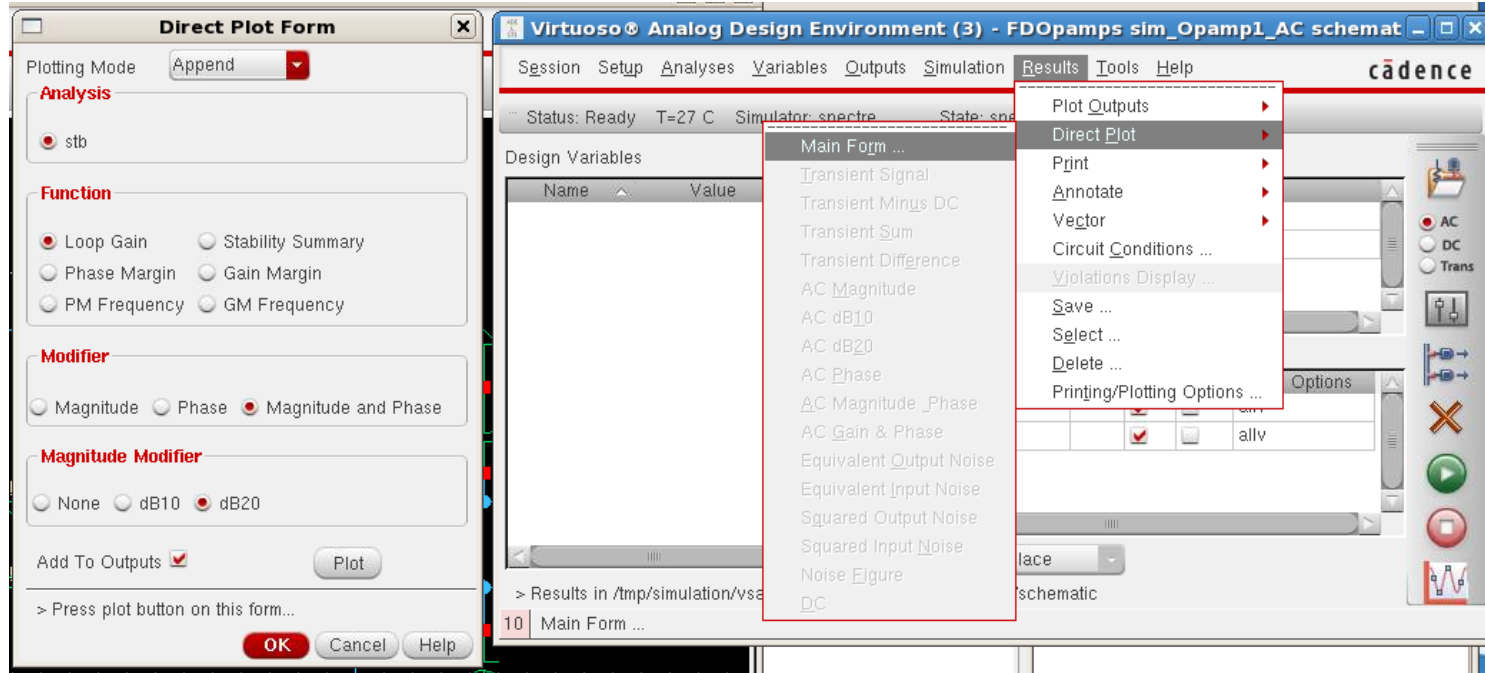 Direct Plot Form
Plotting Mode Append
Analysis
stb
Function
Loop Gain Stability Summary
Phase Margin Gain Margin
PM Frequency GM Frequency
Modifier
Magnitude Phase Magnitude and Phase
Magnitude Modifier
None dB10 dB20
Add To Outputs Plot
> Press plot button on this form...
OK Cancel Help
Virtuoso® Analog Design Environment (3) - FDOpamps sim_Opamp1_AC schemat
Session Setup Analyses Variables Outputs Simulation Results Tools Help
cādence
Status: Ready T=27 C Simulator: spectre State: spe
Design Variables
Name Value
Main Form ...
Transient Signal
Transient Minus DC
Transient Sum
Transient Difference
AC Magnitude
AC dB10
AC dB20
AC Phase
AC Magnitude _Phase
AC Gain & Phase
Equivalent Output Noise
Equivalent Input Noise
Squared Output Noise
Squared Input Noise
Noise Figure
DC
Plot Outputs
Direct Plot
Print
Annotate
Vector
Circuit Conditions ...
Violations Display ...
Save ...
Select ...
Delete ...
Printing/Plotting Options ...
Options
allv
lace
AC
DC
Trans
> Results in /tmp/simulation/vsa /schematic
10 Main Form ...